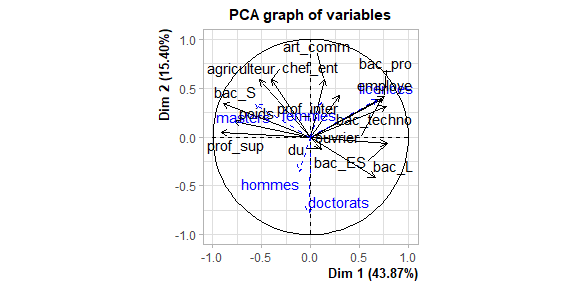 PCA graph of variables
Dim 2 (15.40%)
1.0
0.5
0.0
-0.5
-1.0
art_comm
bac_pro
agriculteur
chef_ent
employe
licences
bac_S
prof_inter
poids
femmes
masters
bac_techno
ouvrier
prof_sup
du
bac_ES
bac_L
hommes
doctorats
-1.0 -0.5 0.0 0.5 1.0
Dim 1 (43.87%)